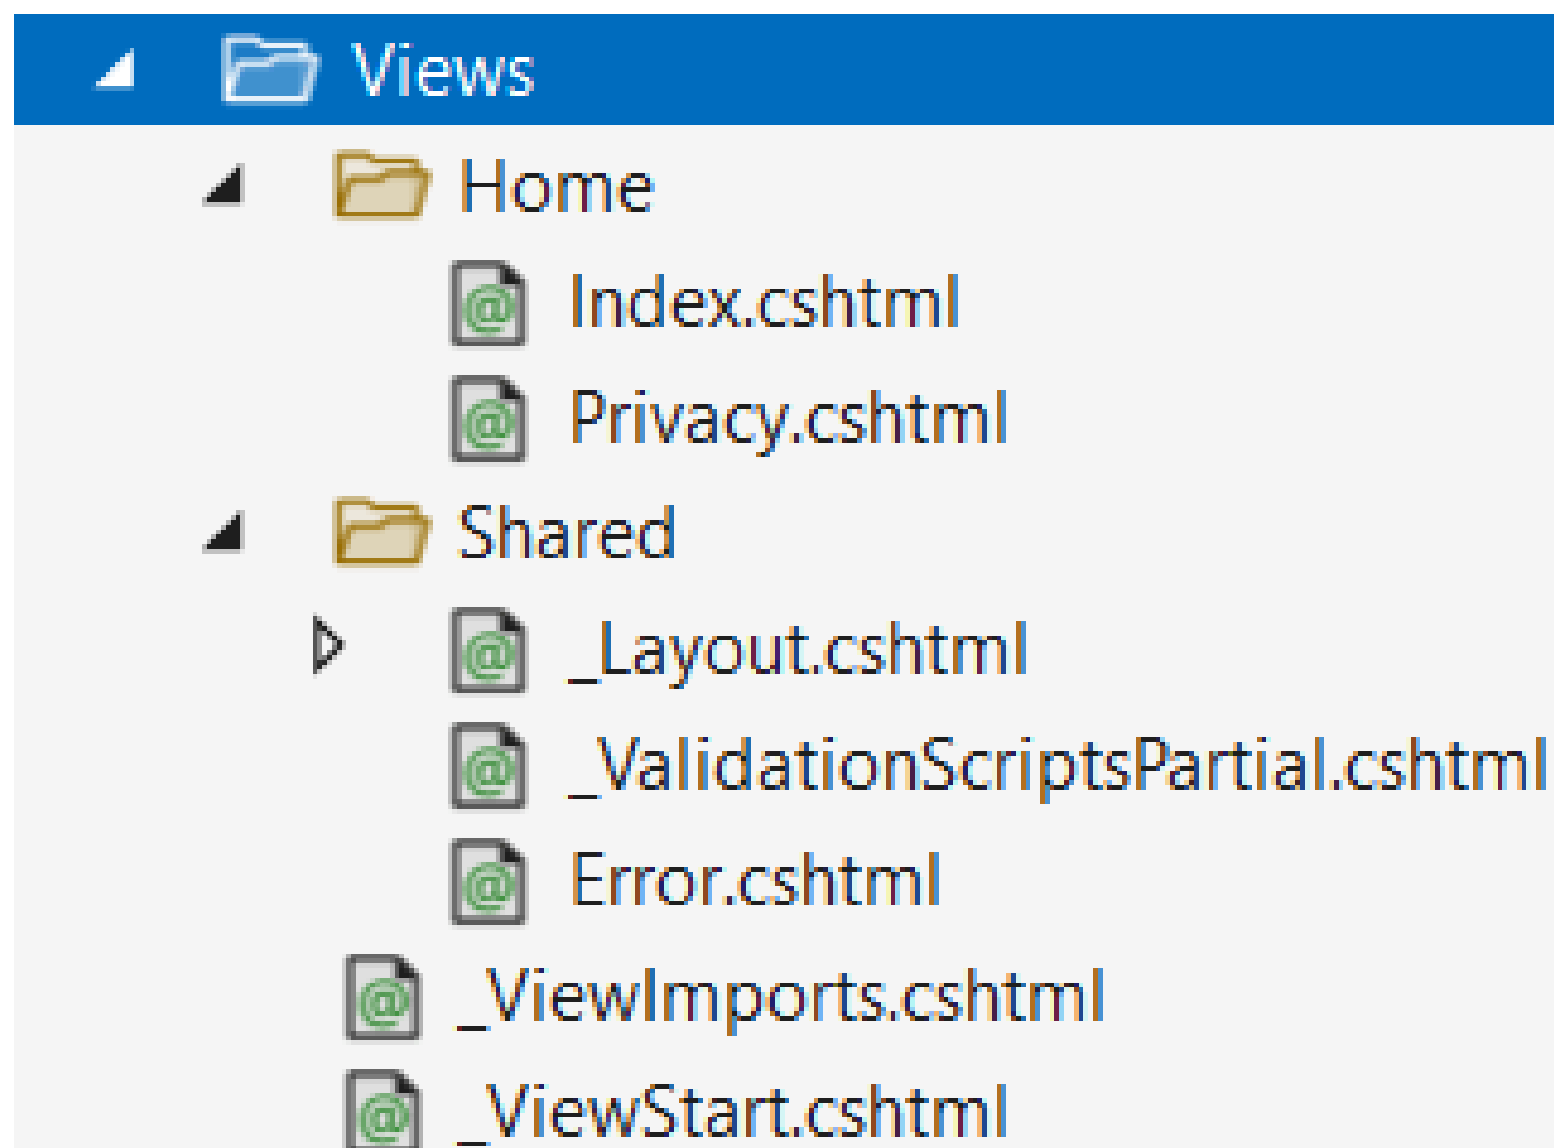 Views
Home
Index.cshtml
Privacy.cshtml
Shared
_Layout.cshtml
_ValidationScriptsPartial.cshtml
Error.cshtml
_ViewImports.cshtml
_ViewStart.cshtml